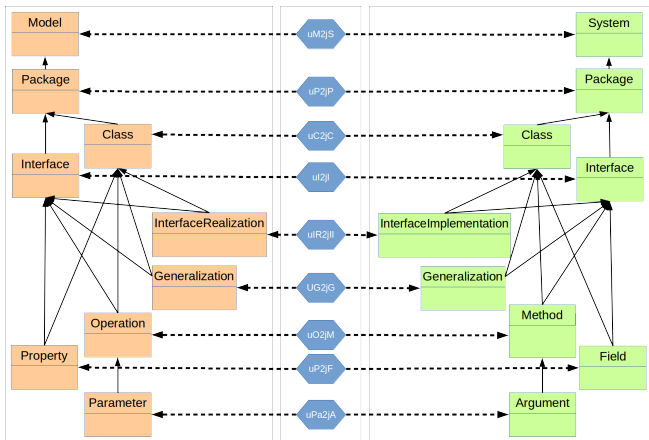 Model
uM2jS
System
Package
uP2jP
Package
Class
uC2jC
Class
Interface
uI2jI
Interface
InterfaceRealization
uIR2jII
InterfaceImplementation
Generalization
UG2jG
Generalization
Operation
uO2jM
Method
Property
uP2jF
Field
Parameter
uPa2jA
Argument